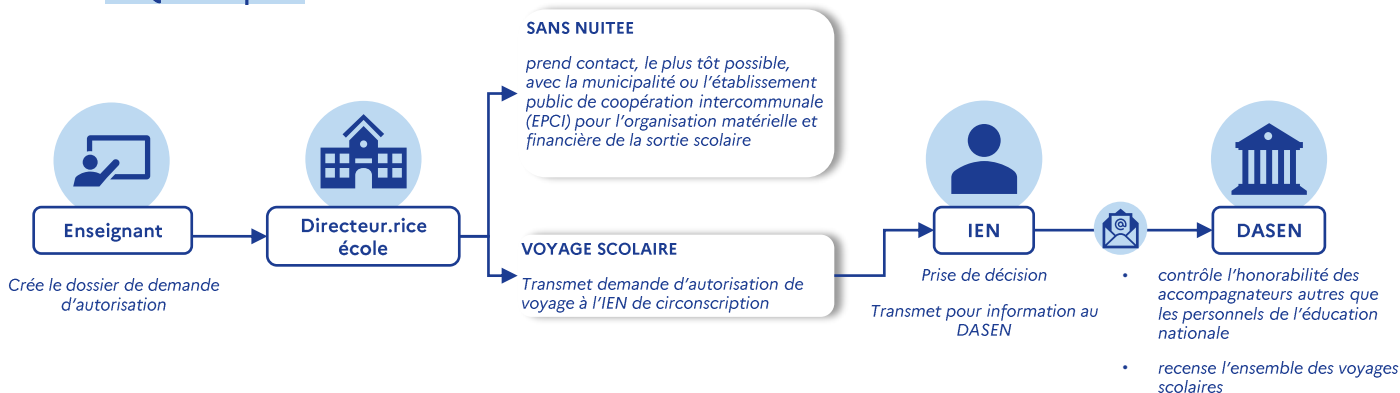 SANS NUITEE
prend contact, le plus tôt possible,
avec la municipalité ou l'établissement
public de coopération intercommunale
(EPCI) pour l'organisation matérielle et
financière de la sortie scolaire
Enseignant
Crée le dossier de demande
d'autorisation
Directeur.rice
école
VOYAGE SCOLAIRE
Transmet demande d'autorisation de
voyage à l'IEN de circonscription
IEN
Prise de décision
Transmet pour information au
DASEN
@
DASEN
• contrôle l'honorabilité des
accompagnateurs autres que
les personnels de l'éducation
nationale
• recense l'ensemble des voyages
scolaires